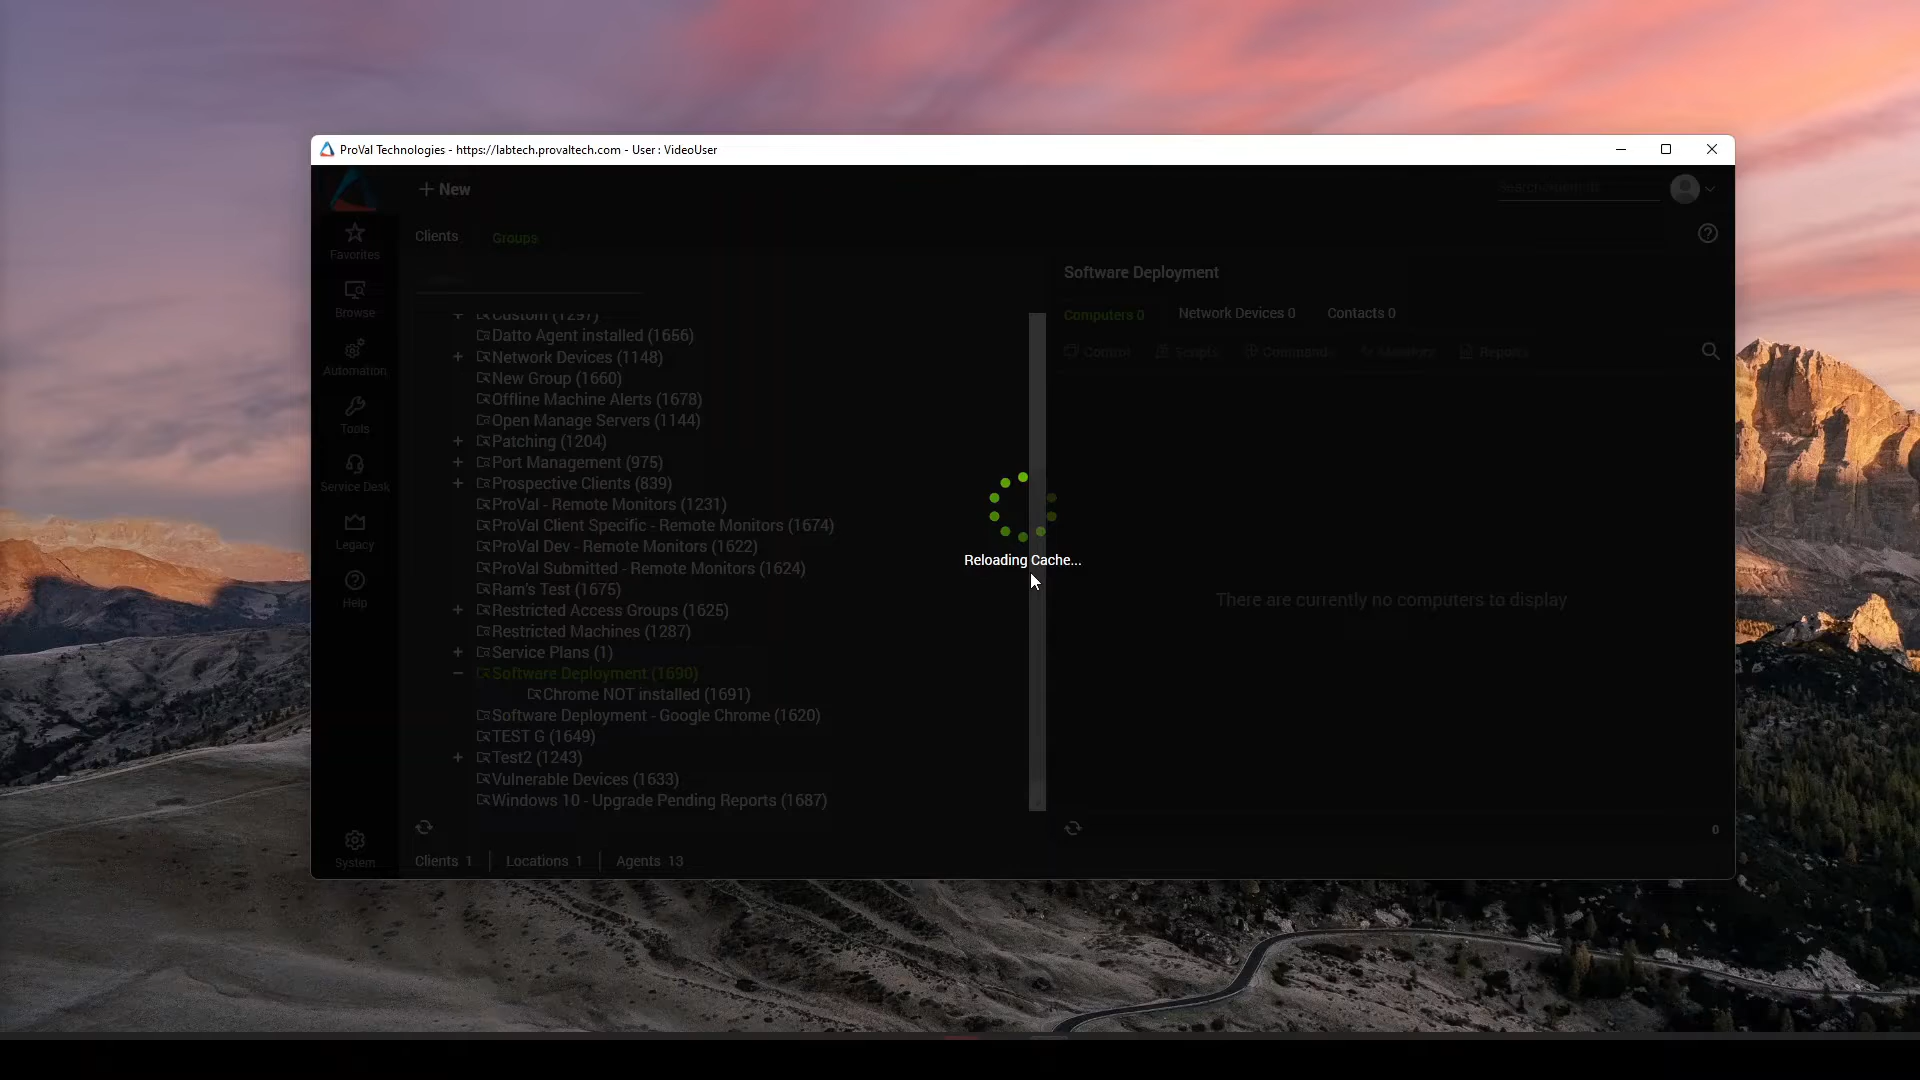 ProVal Technologies - https://labtech.provaltech.com - User : VideoUser
+ New
Favorites
Browse
Automation
Tools
Service Desk
Legacy
Help
System
Clients
Groups
Custom (1297)
Datto Agent installed (1656)
Network Devices (1148)
New Group (1660)
Offline Machine Alerts (1678)
Open Manage Servers (1144)
Patching (1204)
Port Management (975)
Prospective Clients (839)
ProVal - Remote Monitors (1231)
ProVal Client Specific - Remote Monitors (1674)
ProVal Dev - Remote Monitors (1622)
ProVal Submitted - Remote Monitors (1624)
Ram's Test (1675)
Restricted Access Groups (1625)
Restricted Machines (1287)
Service Plans (1)
Software Deployment (1690)
Chrome NOT installed (1691)
Software Deployment - Google Chrome (1620)
TEST G (1649)
Test2 (1243)
Vulnerable Devices (1633)
Windows 10 - Upgrade Pending Reports (1687)
Clients 1 | Locations 1 | Agents 13
Reloading Cache...
Software Deployment
Computers 0 Network Devices 0 Contacts 0
Control Scripts Commands Monitors Reports
There are currently no computers to display
0